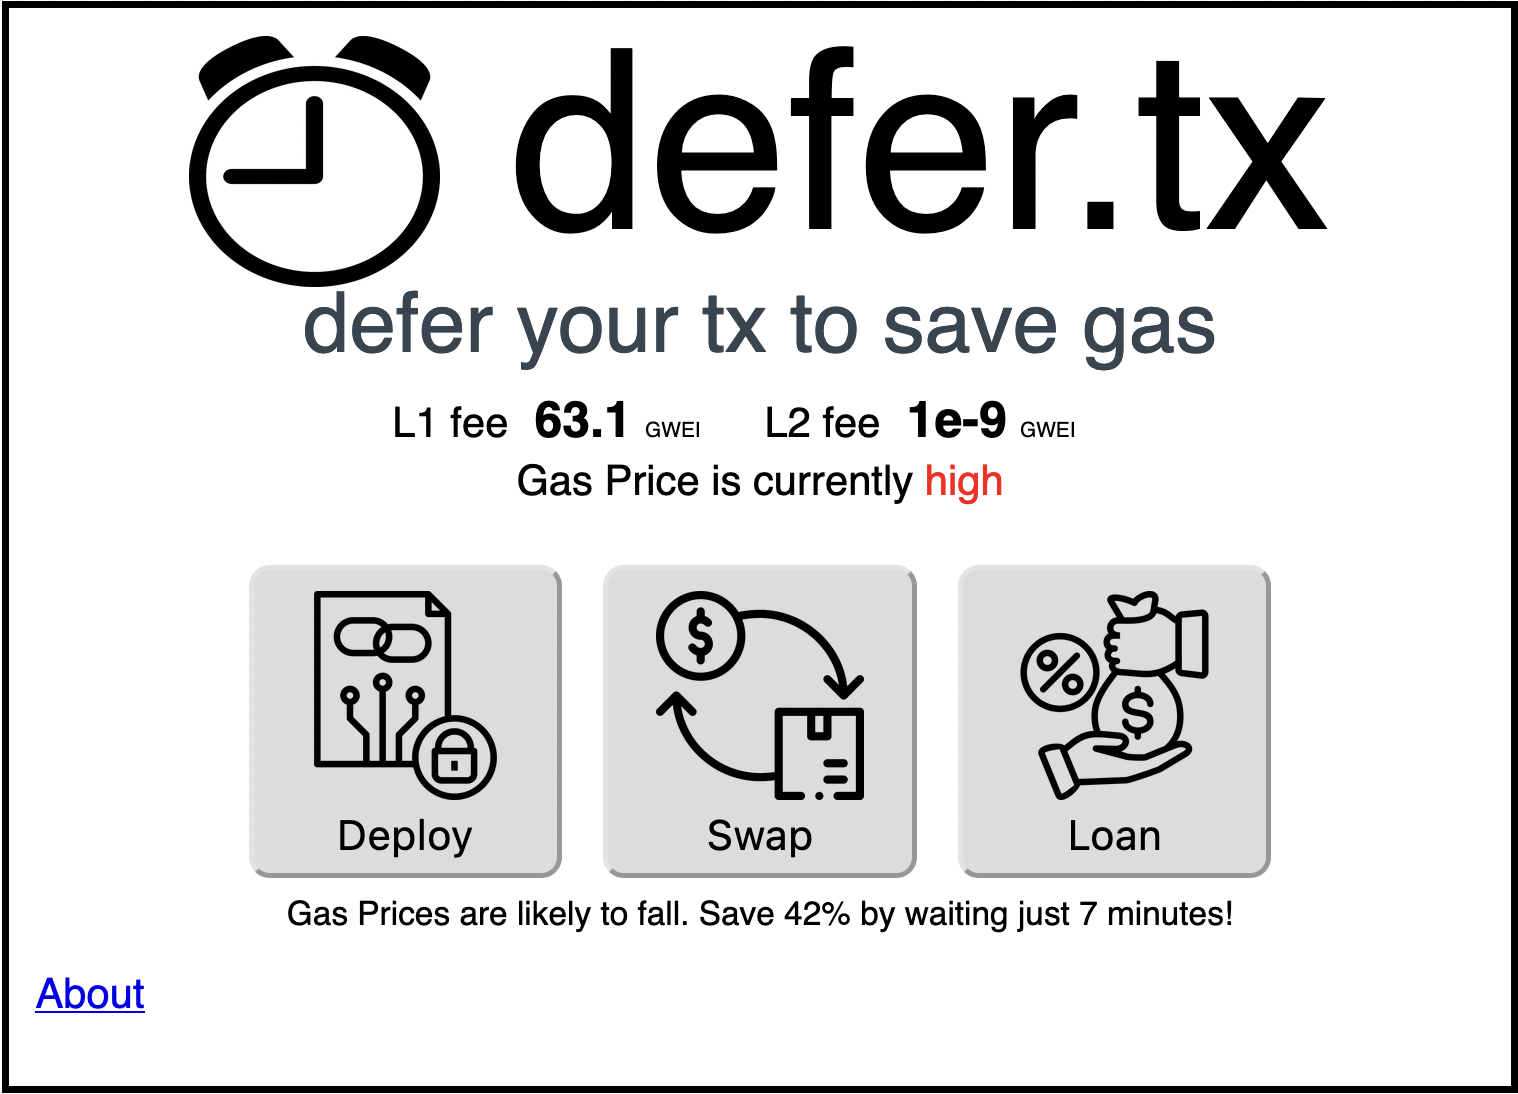 defer.tx
defer your tx to save gas
L1 fee 63.1 GWEI L2 fee 1e-9 GWEI
Gas Price is currently high
Deploy Swap Loan
Gas Prices are likely to fall. Save 42% by waiting just 7 minutes!
About